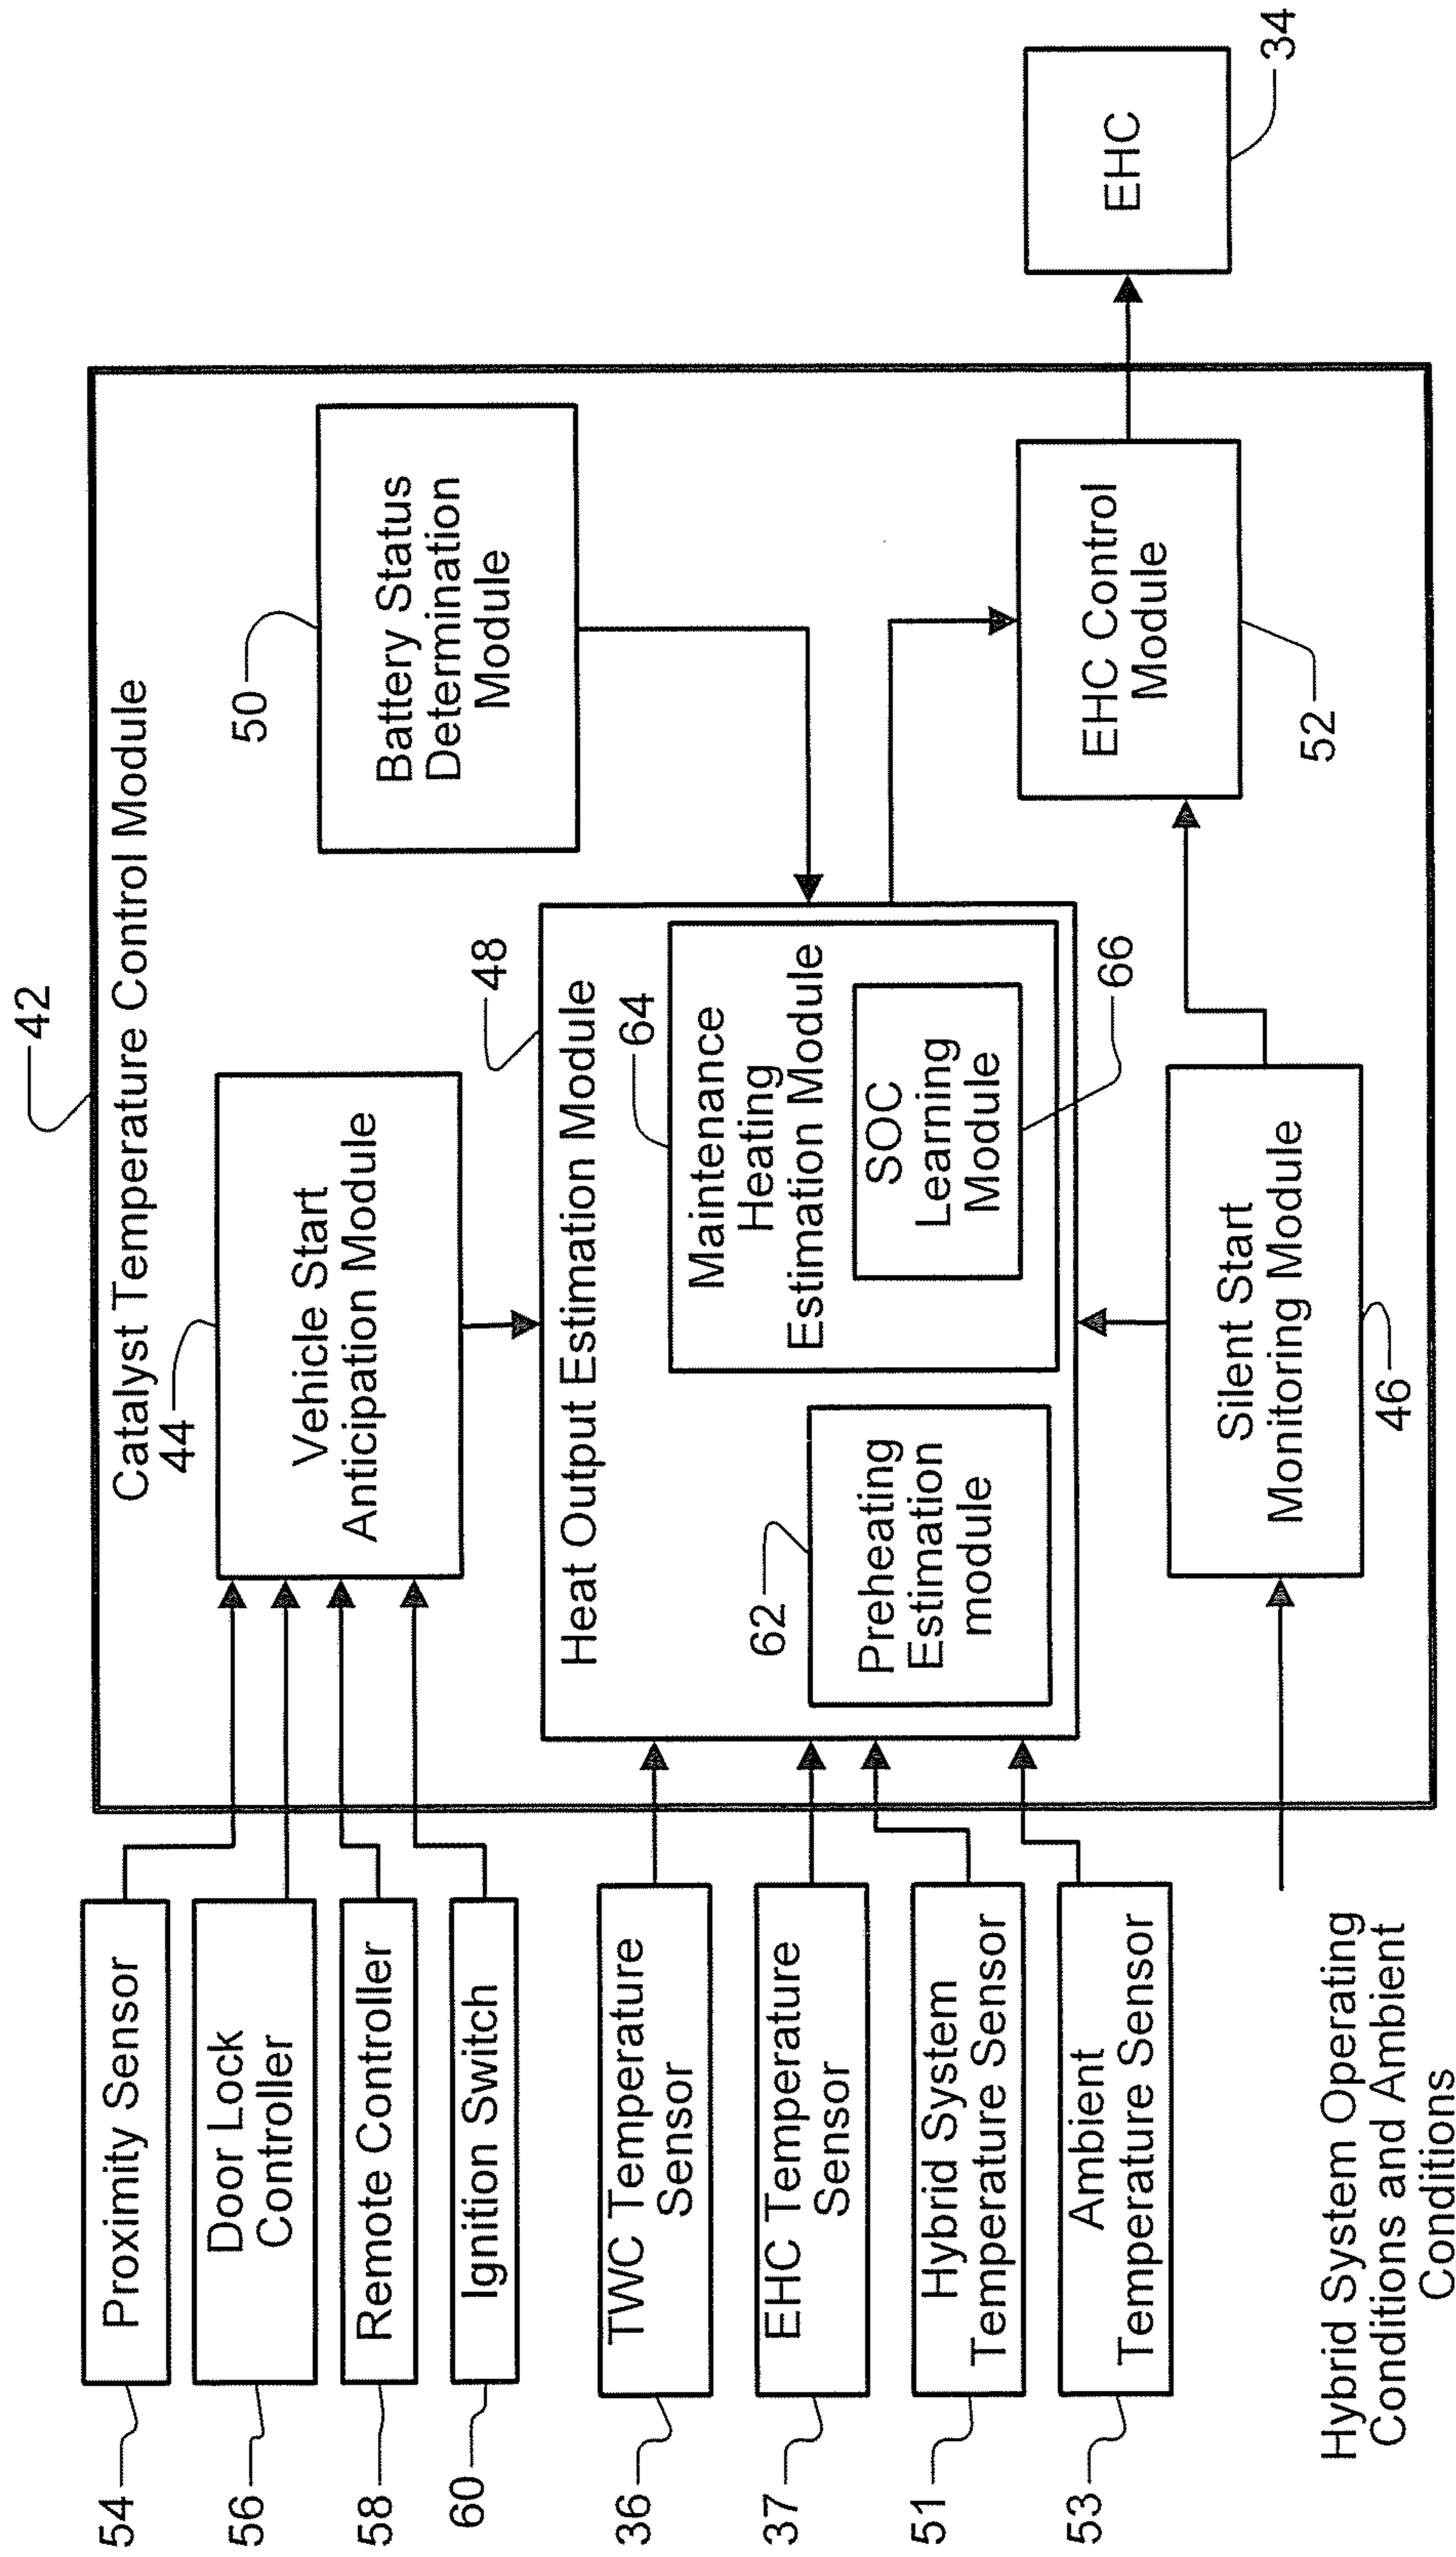 42
Catalyst Temperature Control Module
54
Proximity Sensor
56
Door Lock
Controller
58
Remote Controller
60
Ignition Switch
44
Vehicle Start
Anticipation Module
50
Battery Status
Determination
Module
48
Heat Output Estimation Module
36
TWC Temperature
Sensor
37
EHC Temperature
Sensor
51
Hybrid System
Temperature Sensor
53
Ambient
Temperature Sensor
62
Preheating
Estimation
module
64
Maintenance
Heating
Estimation Module
SOC
Learning
Module
66
EHC Control
Module
52
EHC
34
Silent Start
Monitoring Module
46
Hybrid System Operating
Conditions and Ambient
Conditions